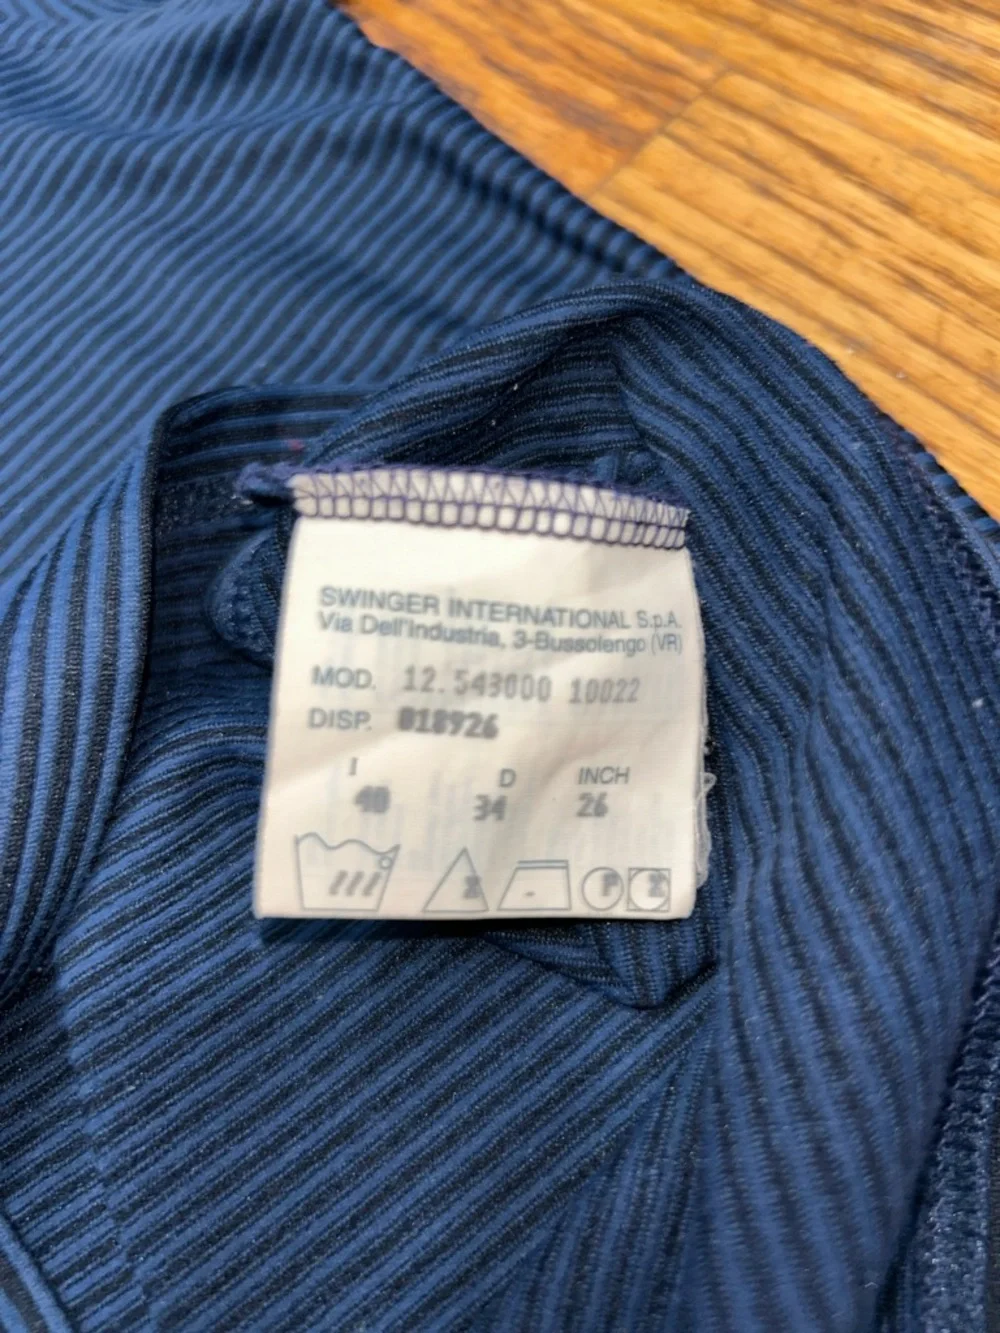 SWINGER INTERNATIONAL S.p.A.
Via Dell'Industria, 3-Bussolengo (VR)
MOD. 12.543000 10022
DISP. 018926
I D INCH
40 34 26
P